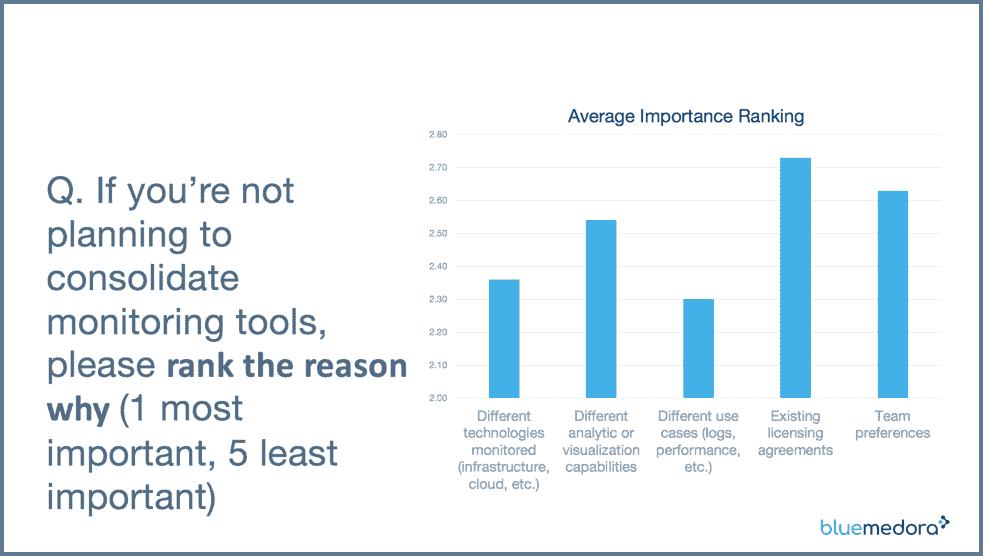 Average Importance Ranking
Q. If you’re not
planning to
consolidate
monitoring tools,
please rank the reason
why (1 most
important, 5 least
important)
2.80
2.70
2.60
2.50
2.40
2.30
2.20
2.10
2.00
Different
technologies
monitored
(infrastructure,
cloud, etc.)
Different
analytic or
visualization
capabilities
Different use
cases (logs,
performance,
etc.)
Existing
licensing
agreements
Team
preferences
bluemedora